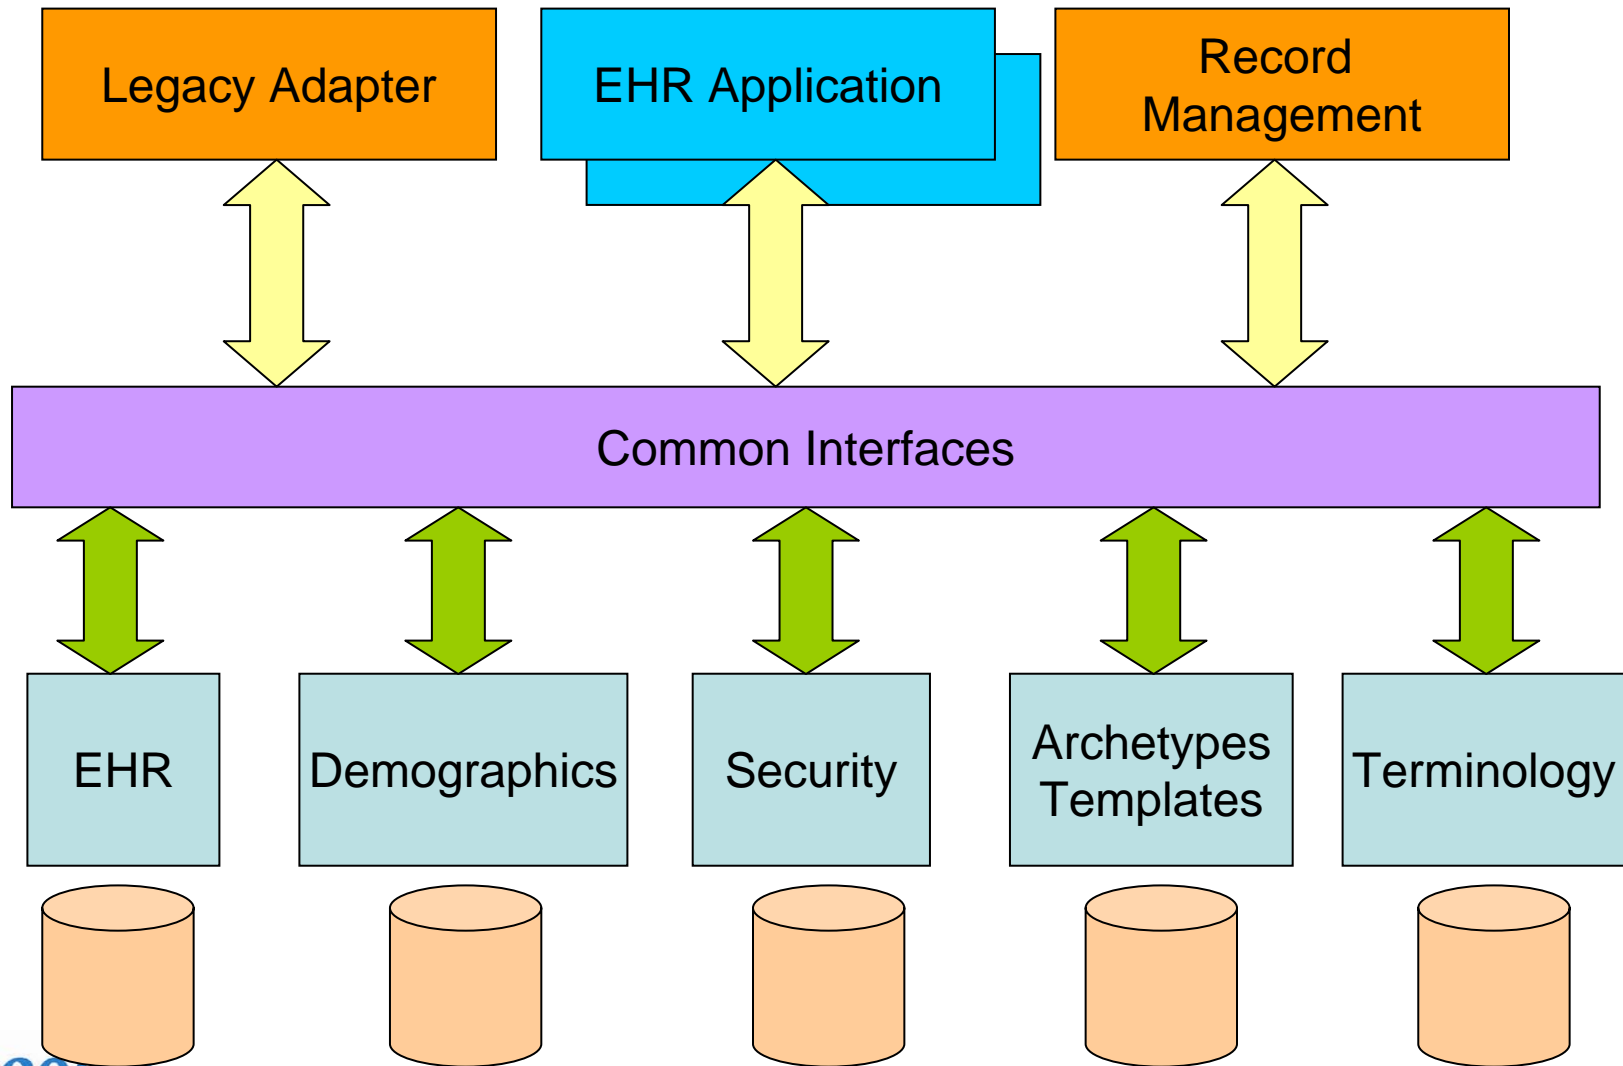 Legacy Adapter
EHR Application
Record
Management
Common Interfaces
EHR
Demographics
Security
Archetypes
Templates
Terminology